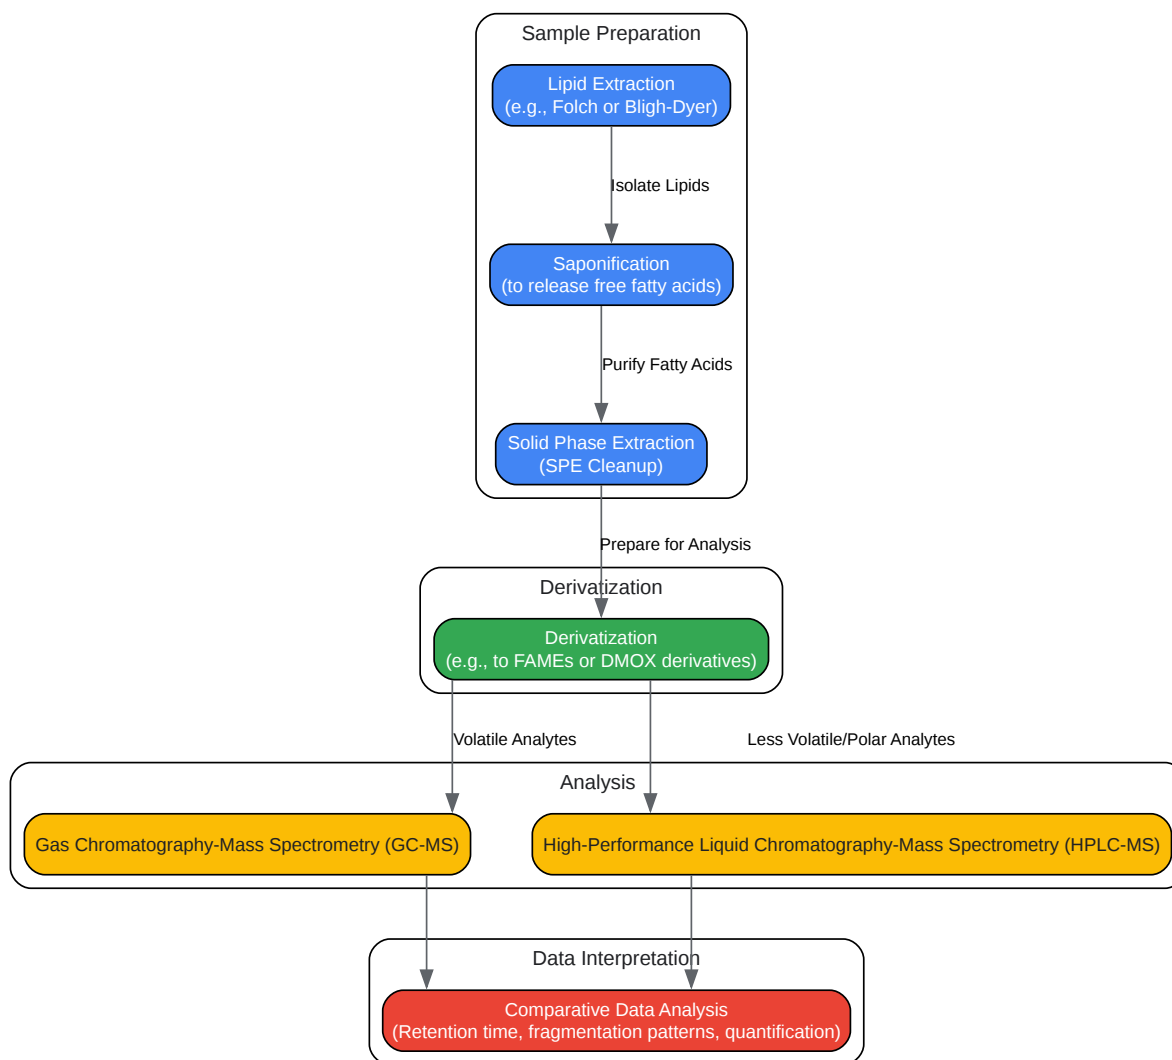 Sample Preparation
Lipid Extraction
(e.g., Folch or Bligh-Dyer)
Isolate Lipids
Saponification
(to release free fatty acids)
Purify Fatty Acids
Solid Phase Extraction
(SPE Cleanup)
Prepare for Analysis
Derivatization
Derivatization
(e.g., to FAMEs or DMOX derivatives)
Volatile Analytes
Less Volatile/Polar Analytes
Analysis
Gas Chromatography-Mass Spectrometry (GC-MS)
High-Performance Liquid Chromatography-Mass Spectrometry (HPLC-MS)
Data Interpretation
Comparative Data Analysis
(Retention time, fragmentation patterns, quantification)